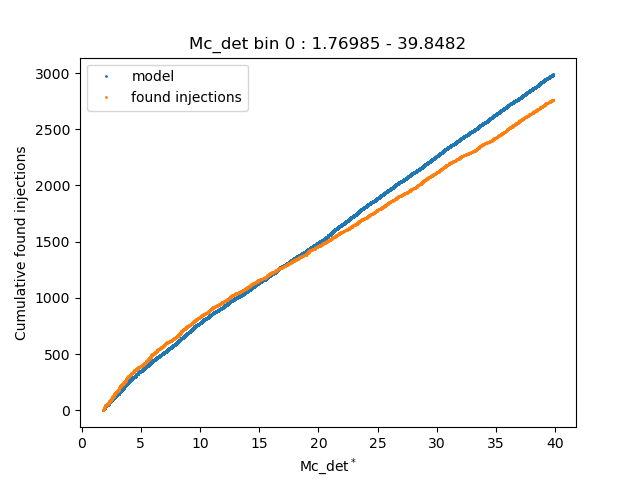 Mc_det bin 0 : 1.76985 - 39.8482
model
found injections
Cumulative found injections
3000
2500
2000
1500
1000
500
0
0 5 10 15 20 25 30 35 40
Mc_det*